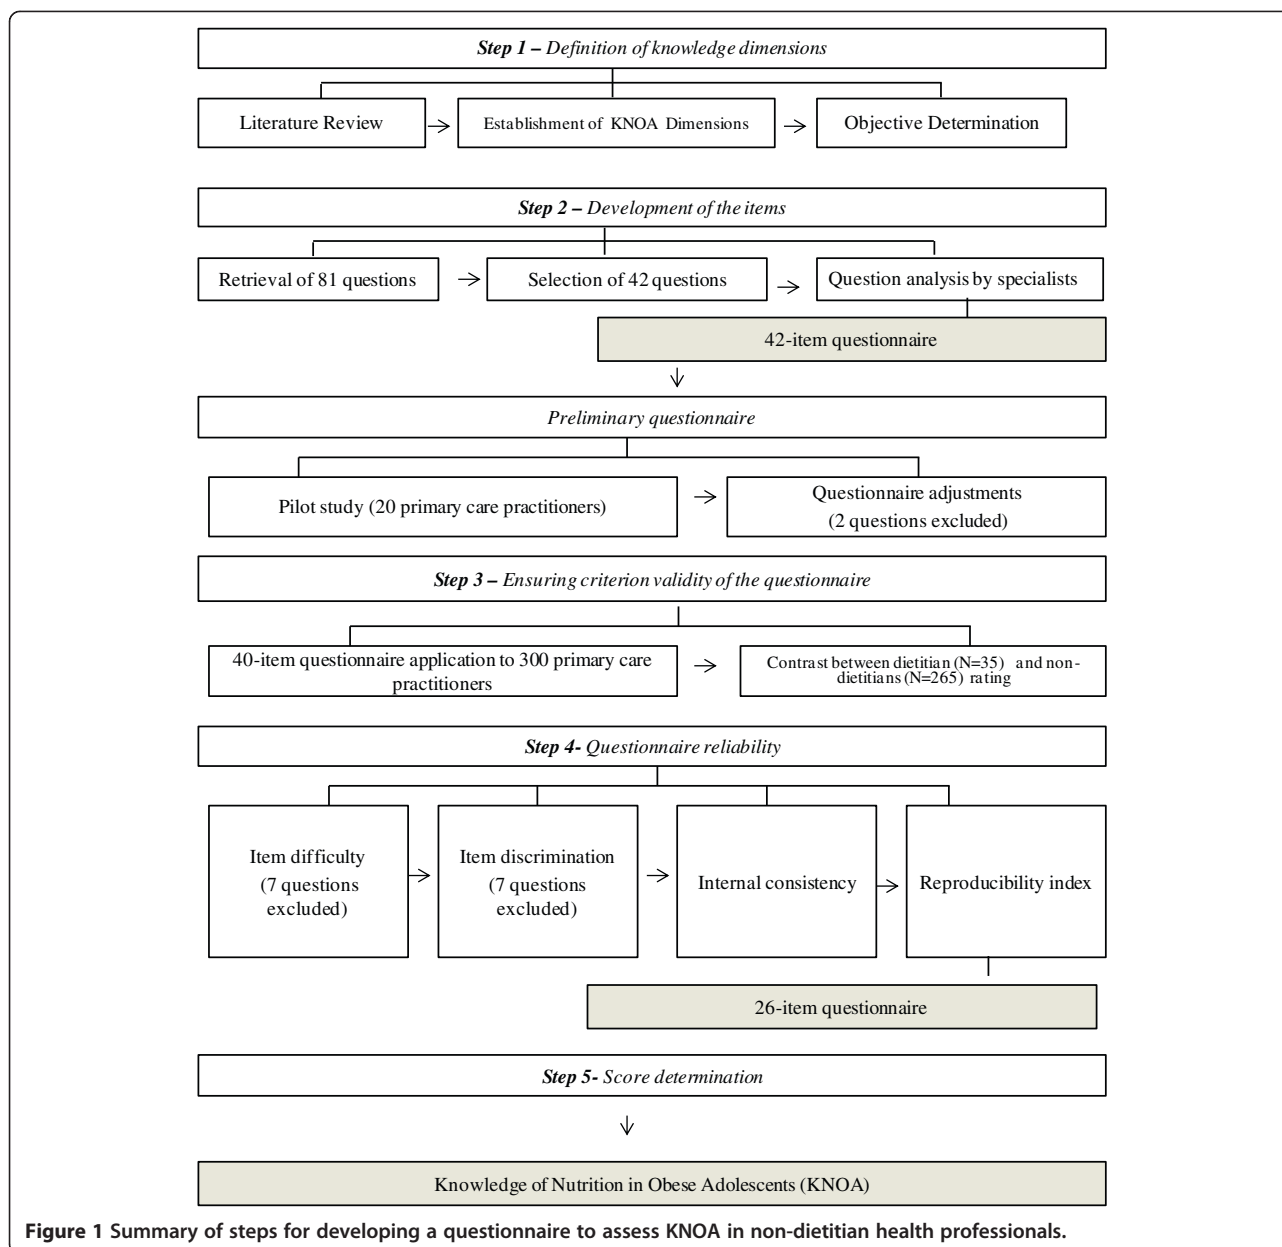 Step 1 – Definition of knowledge dimensions
Literature Review
Establishment of KNOA Dimensions
Objective Determination
Step 2 – Development of the items
Retrieval of 81 questions
Selection of 42 questions
Question analysis by specialists
42-item questionnaire
Preliminary questionnaire
Pilot study (20 primary care practitioners)
Questionnaire adjustments
(2 questions excluded)
Step 3 – Ensuring criterion validity of the questionnaire
40-item questionnaire application to 300 primary care
practitioners
Contrast between dietitian (N=35) and non-
dietitians (N=265) rating
Step 4- Questionnaire reliability
Item difficulty
(7 questions
excluded)
Item discrimination
(7 questions
excluded)
Internal consistency
Reproducibility index
26-item questionnaire
Step 5- Score determination
Knowledge of Nutrition in Obese Adolescents (KNOA)
Figure 1 Summary of steps for developing a questionnaire to assess KNOA in non-dietitian health professionals.